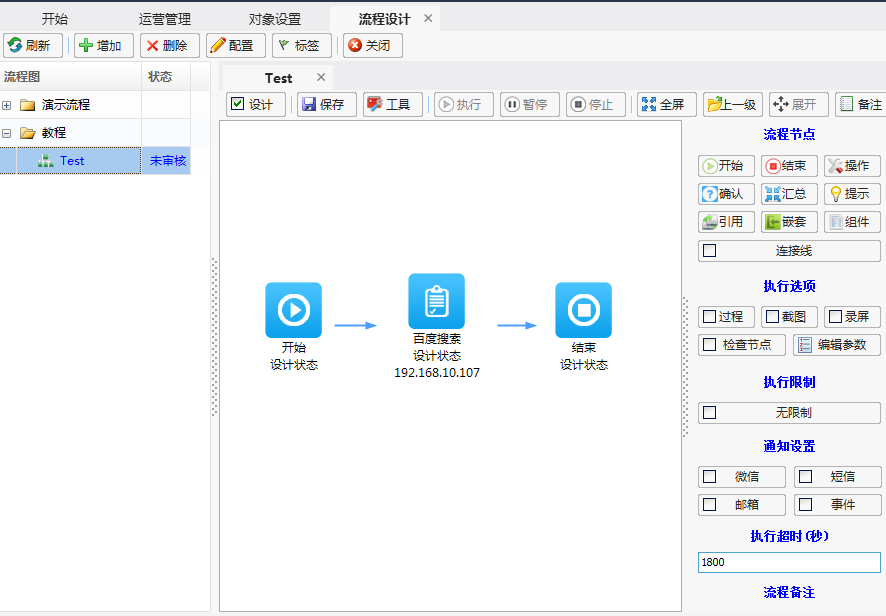 开始 运营管理 对象设置 流程设计
刷新 增加 删除 配置 标签 关闭
流程图 状态
演示流程
教程
Test 未审核
Test
设计 保存 工具 执行 暂停 停止 全屏 上一级 展开 备注
开始
设计状态
百度搜索
设计状态
192.168.10.107
结束
设计状态
流程节点
开始 结束 操作
确认 汇总 提示
引用 嵌套 组件
连接线
执行选项
过程 截图 录屏
检查节点 编辑参数
执行限制
无限制
通知设置
微信 短信
邮箱 事件
执行超时(秒)
1800
流程备注